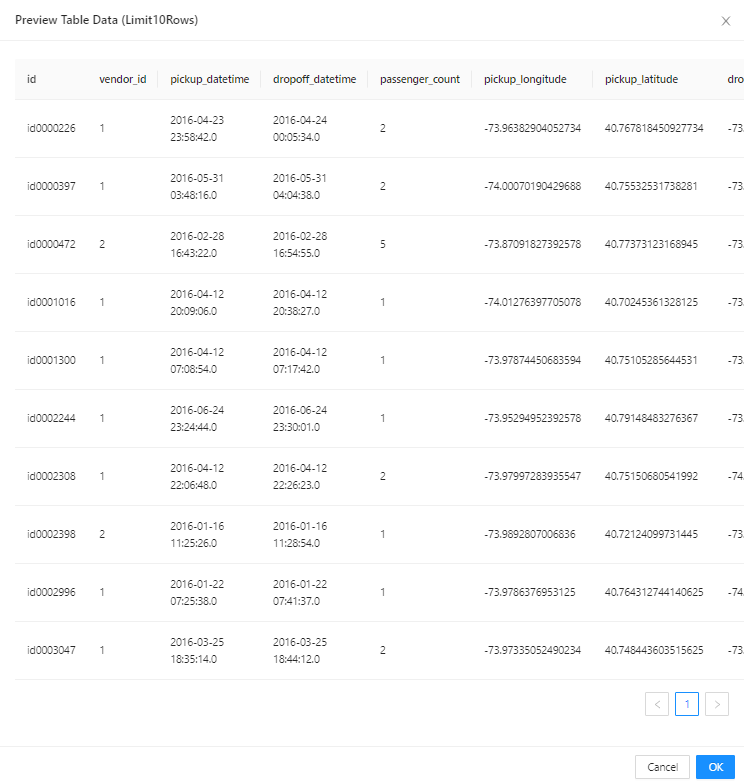 Preview Table Data (Limit10Rows)
id vendor_id pickup_datetime dropoff_datetime passenger_count pickup_longitude pickup_latitude dro
id0000226 1 2016-04-23 23:58:42.0 2016-04-24 00:05:34.0 2 -73.96382904052734 40.767818450927734 -73.
id0000397 1 2016-05-31 03:48:16.0 2016-05-31 04:04:38.0 2 -74.00070190429688 40.75532531738281 -73.
id0000472 2 2016-02-28 16:43:22.0 2016-02-28 16:54:55.0 5 -73.87091827392578 40.77373123168945 -73.
id0001016 1 2016-04-12 20:09:06.0 2016-04-12 20:38:27.0 1 -74.01276397705078 40.70245361328125 -73.
id0001300 1 2016-04-12 07:08:54.0 2016-04-12 07:17:42.0 1 -73.97874450683594 40.75105285644531 -73.
id0002244 1 2016-06-24 23:24:44.0 2016-06-24 23:30:01.0 1 -73.95294952392578 40.79148483276367 -73.
id0002308 1 2016-04-12 22:06:48.0 2016-04-12 22:26:23.0 2 -73.97997283935547 40.75150680541992 -74.
id0002398 2 2016-01-16 11:25:26.0 2016-01-16 11:28:54.0 1 -73.9892807006836 40.72124099731445 -73.
id0002996 1 2016-01-22 07:25:38.0 2016-01-22 07:41:37.0 1 -73.9786376953125 40.764312744140625 -74.
id0003047 1 2016-03-25 18:35:14.0 2016-03-25 18:44:12.0 2 -73.97335052490234 40.748443603515625 -73.
< 1 >
Cancel OK